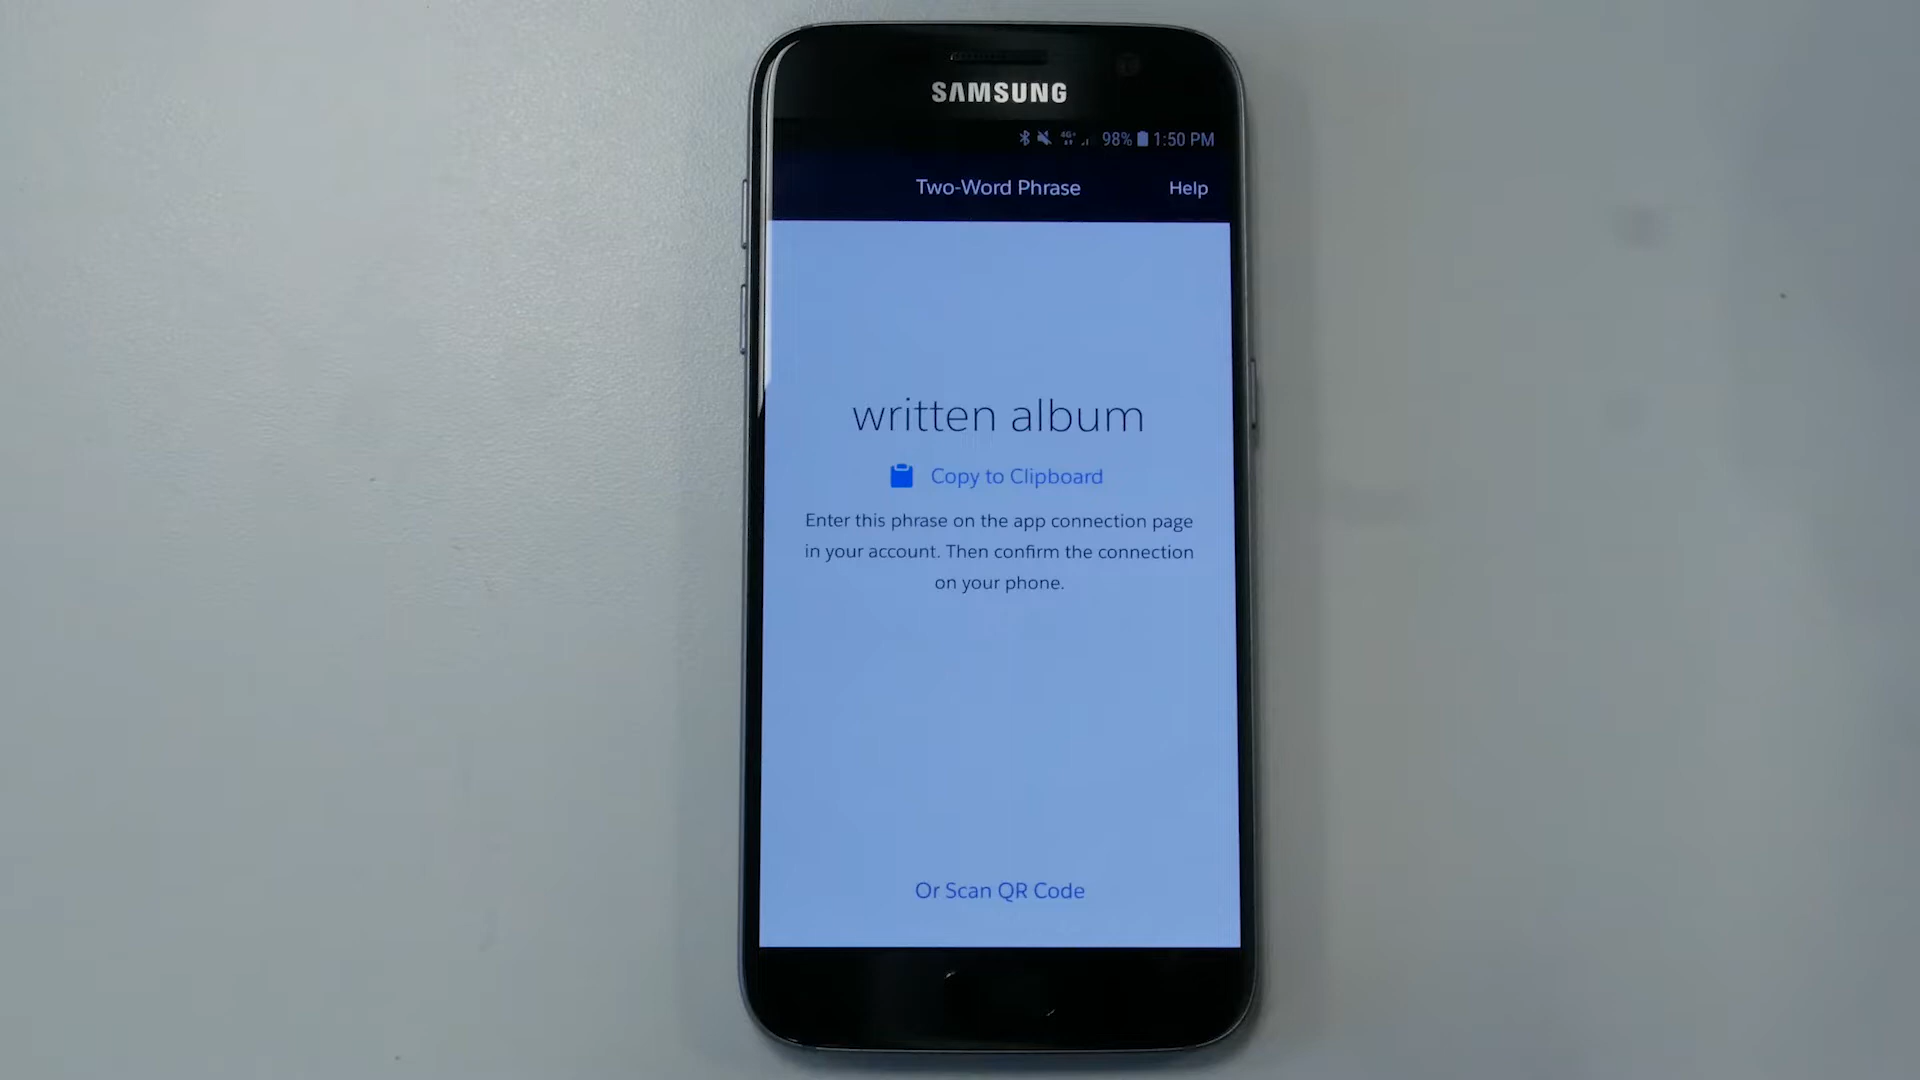 SAMSUNG
4G+ 98% 1:50 PM
Two-Word Phrase Help
written album
Copy to Clipboard
Enter this phrase on the app connection page
in your account. Then confirm the connection
on your phone.
Or Scan QR Code